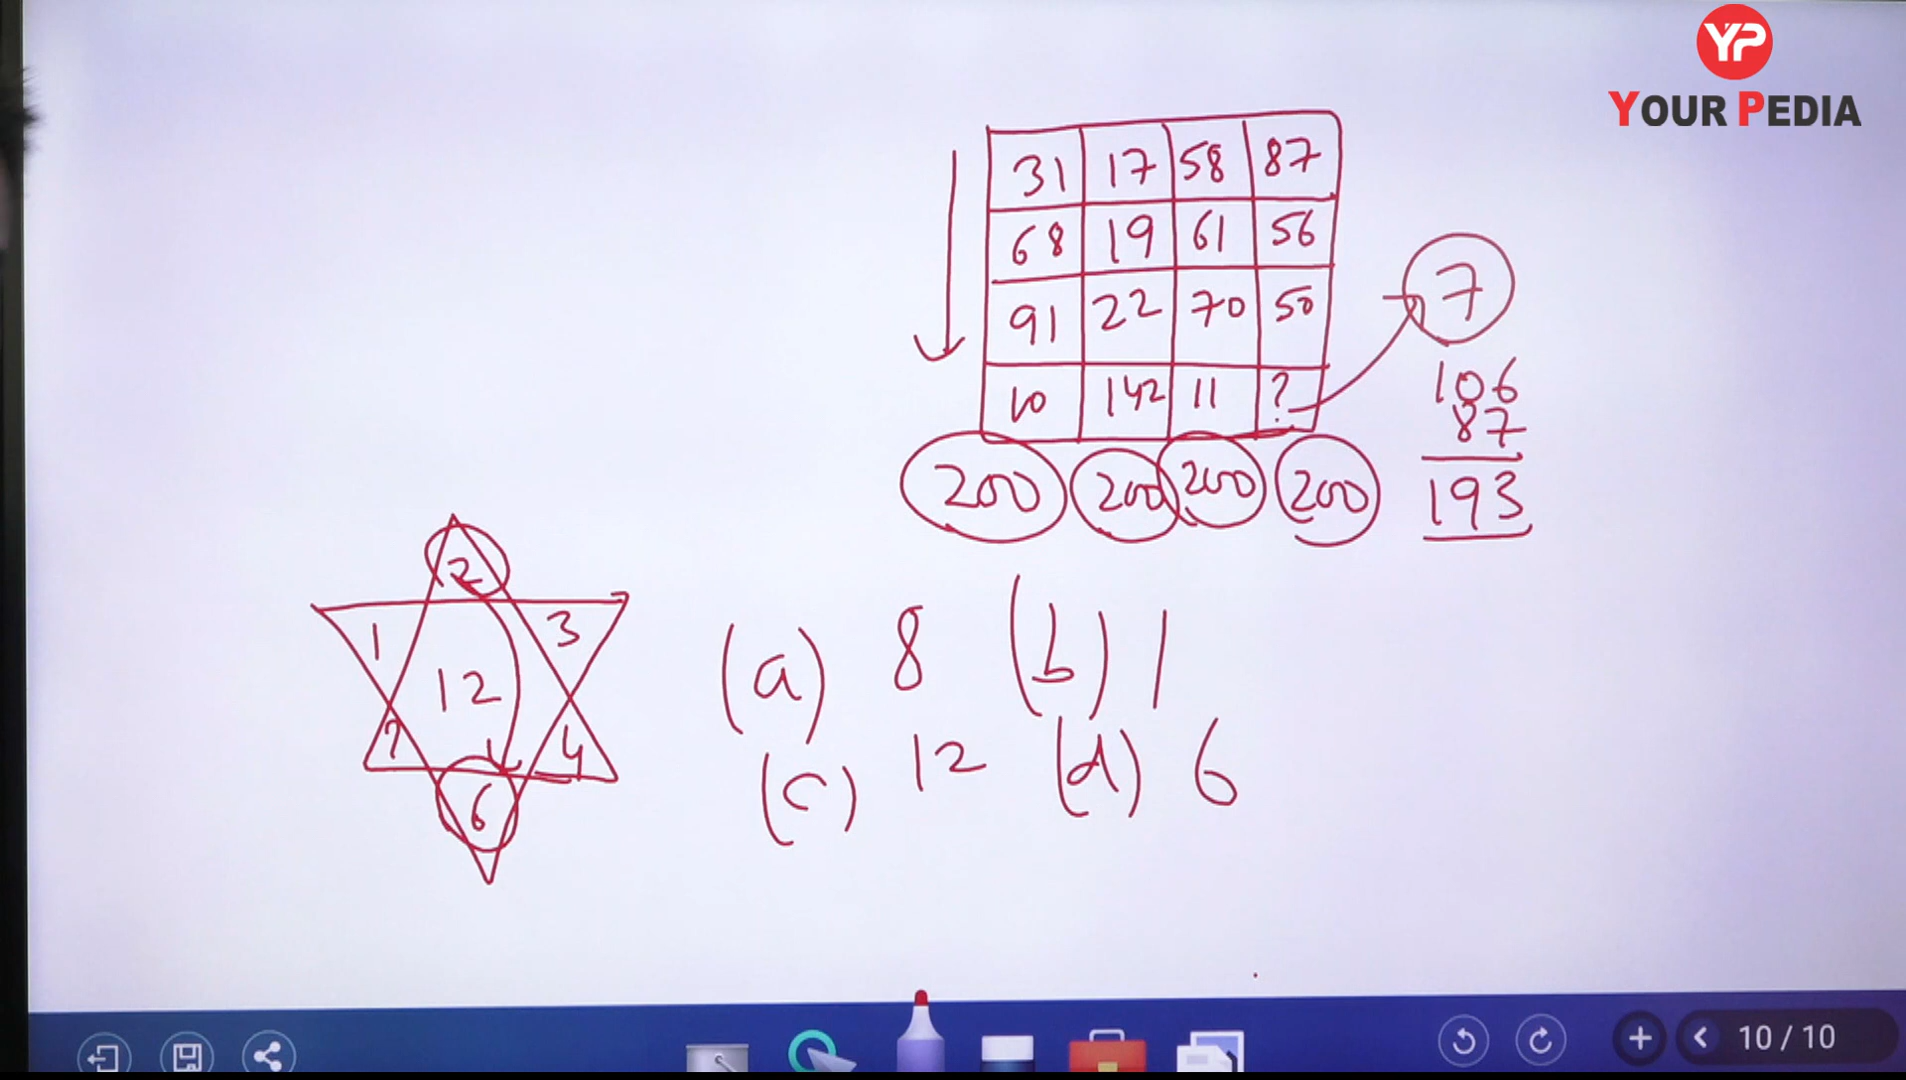 YP
YOUR PEDIA
31 17 58 87
68 19 61 56
91 22 70 50
10 142 11 ?
200 200 200 200
7
106
87
193
2
1 3
12
? 4
6
(a) 8 (b) 1
(c) 12 (d) 6
10 / 10